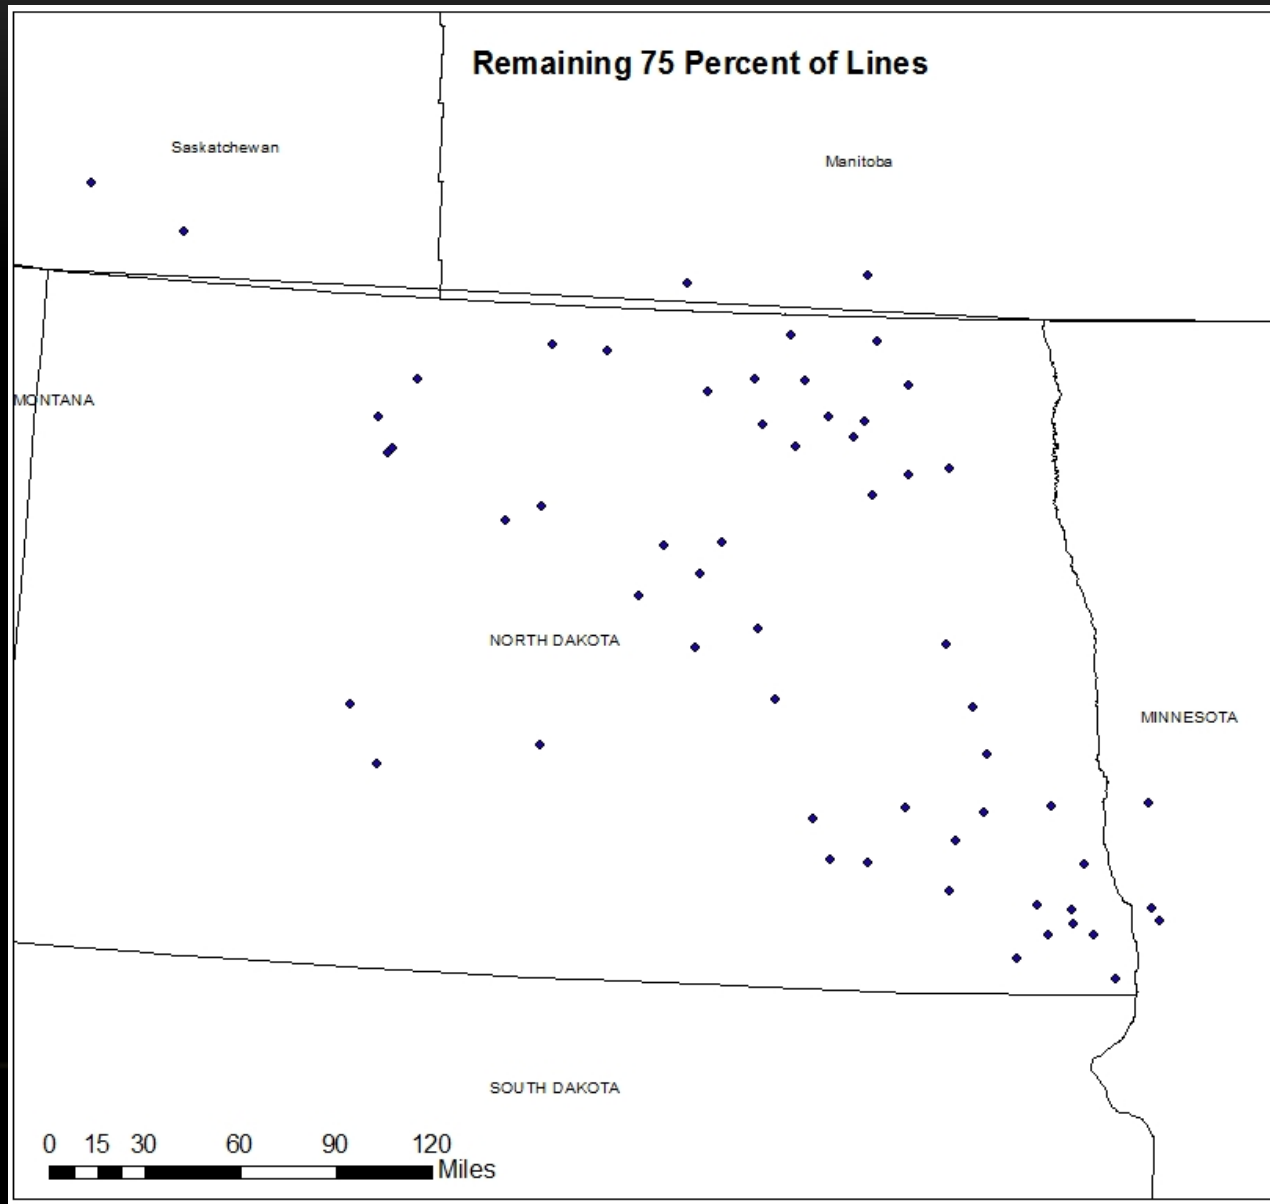 Remaining 75 Percent of Lines
Saskatchewan
Manitoba
MONTANA
NORTH DAKOTA
MINNESOTA
SOUTH DAKOTA
0 15 30 60 90 120
Miles